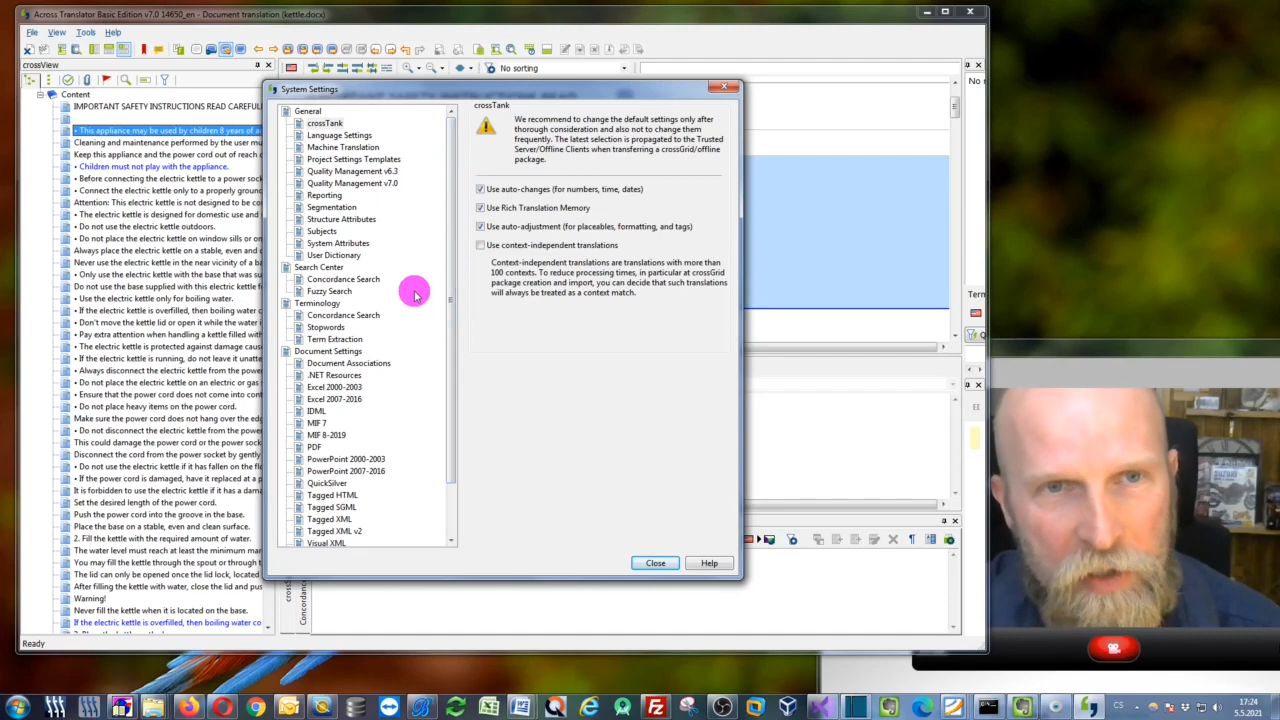 Across Translator Basic Edition v7.0 14650_en - Document translation (kettle.docx)
File View Tools Help
No sorting
crossView
Content
IMPORTANT SAFETY INSTRUCTIONS READ CAREFULL
• This appliance may be used by children 8 years of a
Cleaning and maintenance performed by the user mu
Keep this appliance and the power cord out of reach c
• Children must not play with the appliance.
• Before connecting the electric kettle to a power soc
• Connect the electric kettle only to a properly ground
Attention: This electric kettle is not designed to be co
• The electric kettle is designed for domestic use and i
Do not use outdoors.
• Do not place the electric kettle on window sills or on
Always place the electric kettle on a stable, even and c
Never use the electric kettle in the near vicinity of a b
• Only use the electric kettle with the base that was su
Do not use the base supplied with this electric kettle f
• Use the electric kettle only for boiling water.
• If the electric kettle is overfilled, then boiling water c
• Don't move the kettle lid or open it while the water i
• Pay extra attention when handling a kettle filled with
• The electric kettle is protected against damage cause
• If the electric kettle is running, do not leave it unatte
• Always disconnect the electric kettle from the power
• Do not place the electric kettle on an electric or gas
• Ensure that the power cord does not come into cont
• Do not place heavy items on the power cord.
Make sure the power cord does not hang over the edg
• Do not disconnect the electric kettle from the power
This could damage the power cord or the power sock
Disconnect the cord from the power socket by gently
• Do not use the electric kettle if it has fallen on the fl
• If the power cord is damaged, have it replaced at a p
It is forbidden to use the electric kettle if it has a dama
Set the desired length of the power cord.
Push the power cord into the groove in the base.
Place the base on a stable, even and clean surface.
2. Fill the kettle with the required amount of water.
The water level must reach at least the minimum mar
You may fill the kettle through the spout or through t
The lid can only be opened once the lid lock, located
After filling the kettle with water, close the lid and pus
Warning!
Never fill the kettle when it is located on the base.
If the electric kettle is overfilled, then boiling water co
Ready
System Settings
General
crossTank
Language Settings
Machine Translation
Project Settings Templates
Quality Management v6.3
Quality Management v7.0
Reporting
Segmentation
Structure Attributes
Subjects
System Attributes
User Dictionary
Search Center
Concordance Search
Fuzzy Search
Terminology
Concordance Search
Stopwords
Term Extraction
Document Settings
Document Associations
.NET Resources
Excel 2000-2003
Excel 2007-2016
IDML
MIF 7
MIF 8-2019
PDF
PowerPoint 2000-2003
PowerPoint 2007-2016
QuickSilver
Tagged HTML
Tagged SGML
Tagged XML
Tagged XML v2
Visual XML
crossTank
We recommend to change the default settings only after
thorough consideration and also not to change them
frequently. The latest selection is propagated to the Trusted
Server/Offline Clients when transferring a crossGrid/offline
package.
Use auto-changes (for numbers, time, dates)
Use Rich Translation Memory
Use auto-adjustment (for placeables, formatting, and tags)
Use context-independent translations
Context-independent translations are translations with more than
100 contexts. To reduce processing times, in particular at crossGrid
package creation and import, you can decide that such translations
will always be treated as a context match.
Close
Help
No s
Term
Concordance
CS
17:24
5.5.2021